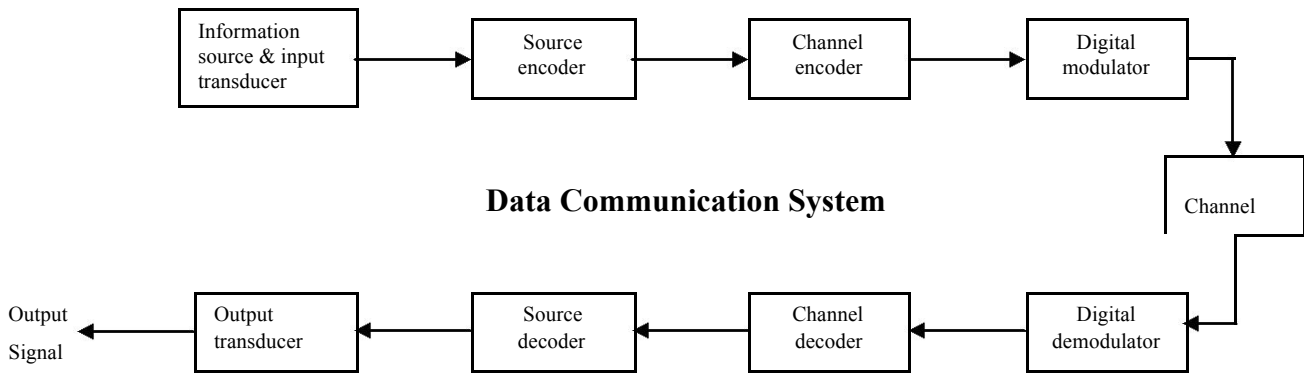 Information
source & input
transducer
Source
encoder
Channel
encoder
Digital
modulator
Data Communication System
Channel
Output
Signal
Output
transducer
Source
decoder
Channel
decoder
Digital
demodulator